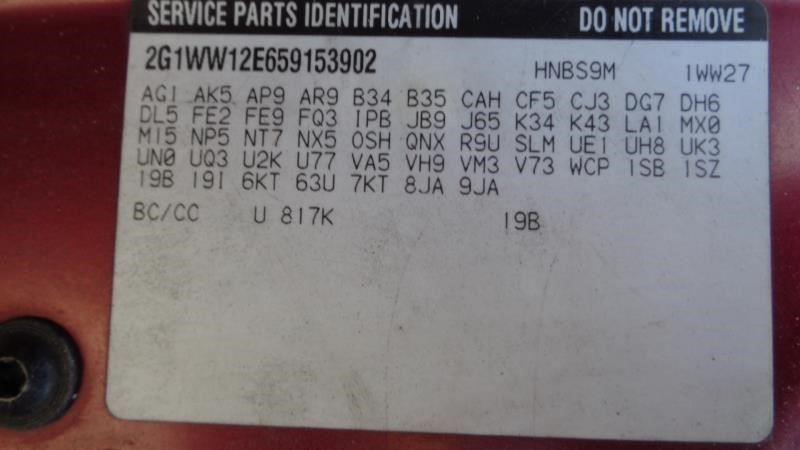 SERVICE PARTS IDENTIFICATION DO NOT REMOVE
2G1WW12E659153902 HNBS9M 1WW27
AG1 AK5 AP9 AR9 B34 B35 CAH CF5 CJ3 DG7 DH6
DL5 FE2 FE9 FQ3 IPB JB9 J65 K34 K43 LA1 MX0
M15 NP5 NT7 NX5 OSH QNX R9U SLM UE1 UH8 UK3
UN0 UQ3 U2K U77 VA5 VH9 VM3 V73 WCP 1SB 1SZ
19B 19I 6KT 63U 7KT 8JA 9JA
BC/CC U 817K 19B